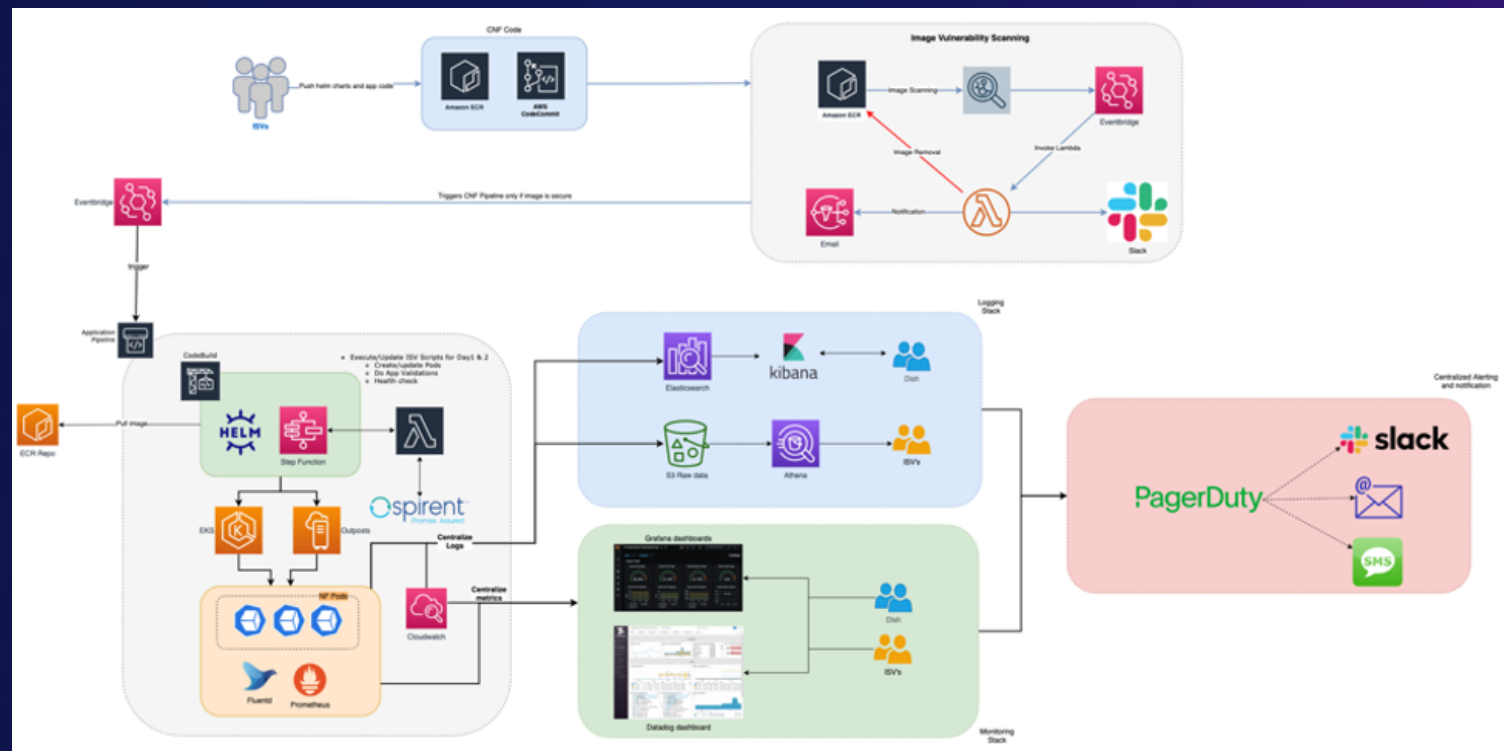 CNF Code
Push helm charts and app code
ISVs
Amazon ECR
AWS
CodeCommit
Image Vulnerability Scanning
Amazon ECR
Image Scanning
Eventbridge
Image Removal
Invoke Lambda
Notification
Email
Slack
Triggers CNF Pipeline only if image is secure
Eventbridge
trigger
Application
Pipeline
CodeBuild
Execute/Update ISV Scripts for Day1 & 2
Create/update Pods
Do App Validations
Health check
Pull image
ECR Repo
HELM
Step Function
spirent
Promise. Assured.
EKS
Outposts
Centralize
Logs
NF Pods
Cloudwatch
Centralize
metrics
Fluentd
Prometheus
Logging
Stack
Elasticsearch
kibana
Dish
S3 Raw data
Athena
ISV's
Grafana dashboards
Dish
ISV's
Datadog dashboard
Monitoring
Stack
Centralized Alerting
and notification
slack
PagerDuty
@
SMS